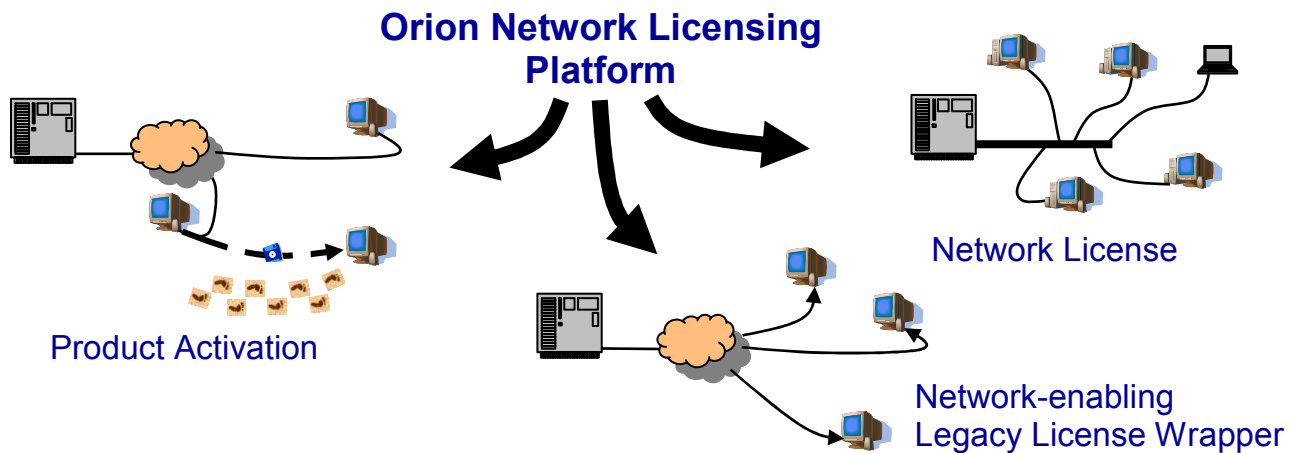 Orion Network Licensing
Platform
Network License
Product Activation
Network-enabling
Legacy License Wrapper